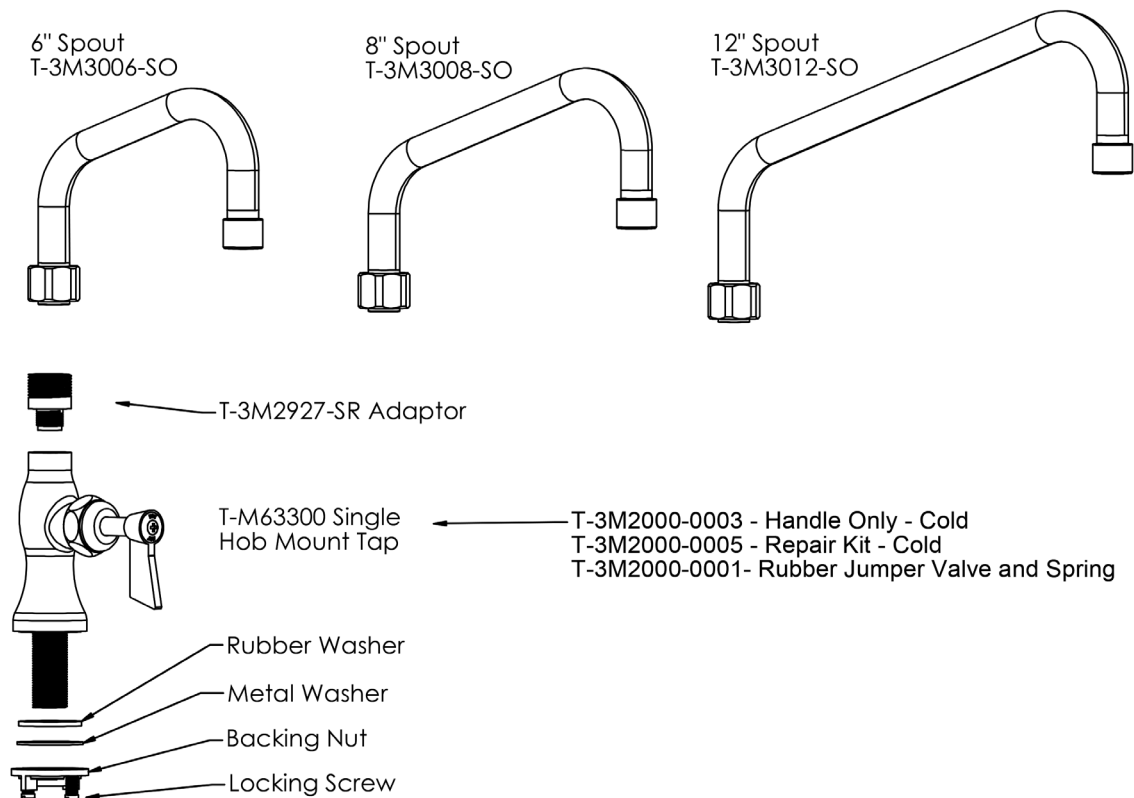 6" Spout
T-3M3006-SO
8" Spout
T-3M3008-SO
12" Spout
T-3M3012-SO
T-3M2927-SR Adaptor
T-M63300 Single
Hob Mount Tap
T-3M2000-0003 - Handle Only - Cold
T-3M2000-0005 - Repair Kit - Cold
T-3M2000-0001- Rubber Jumper Valve and Spring
Rubber Washer
Metal Washer
Backing Nut
Locking Screw